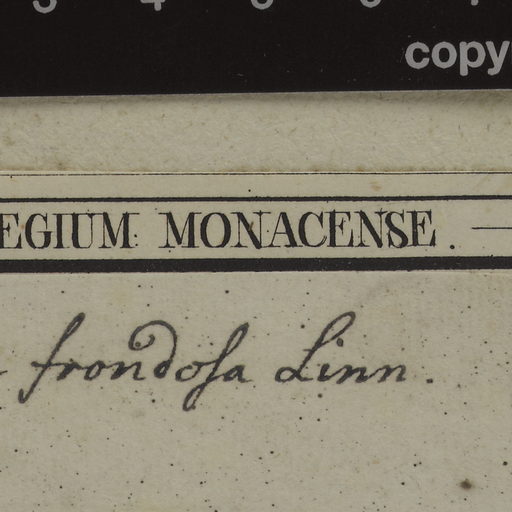 copy
EGIUM MONACENSE.
frondosa Linn.